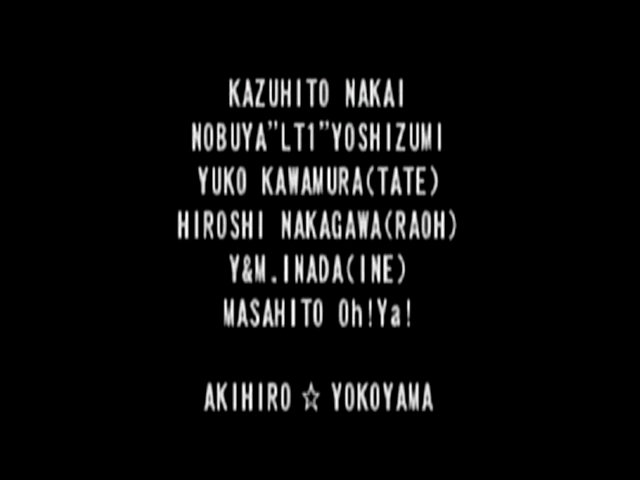 KAZUHITO NAKAI
NOBUYA"LT1"YOSHIZUMI
YUKO KAWAMURA(TATE)
HIROSHI NAKAGAWA(RAOH)
Y&M.INADA(INE)
MASAHITO Oh!Ya!
AKIHIRO☆YOKOYAMA